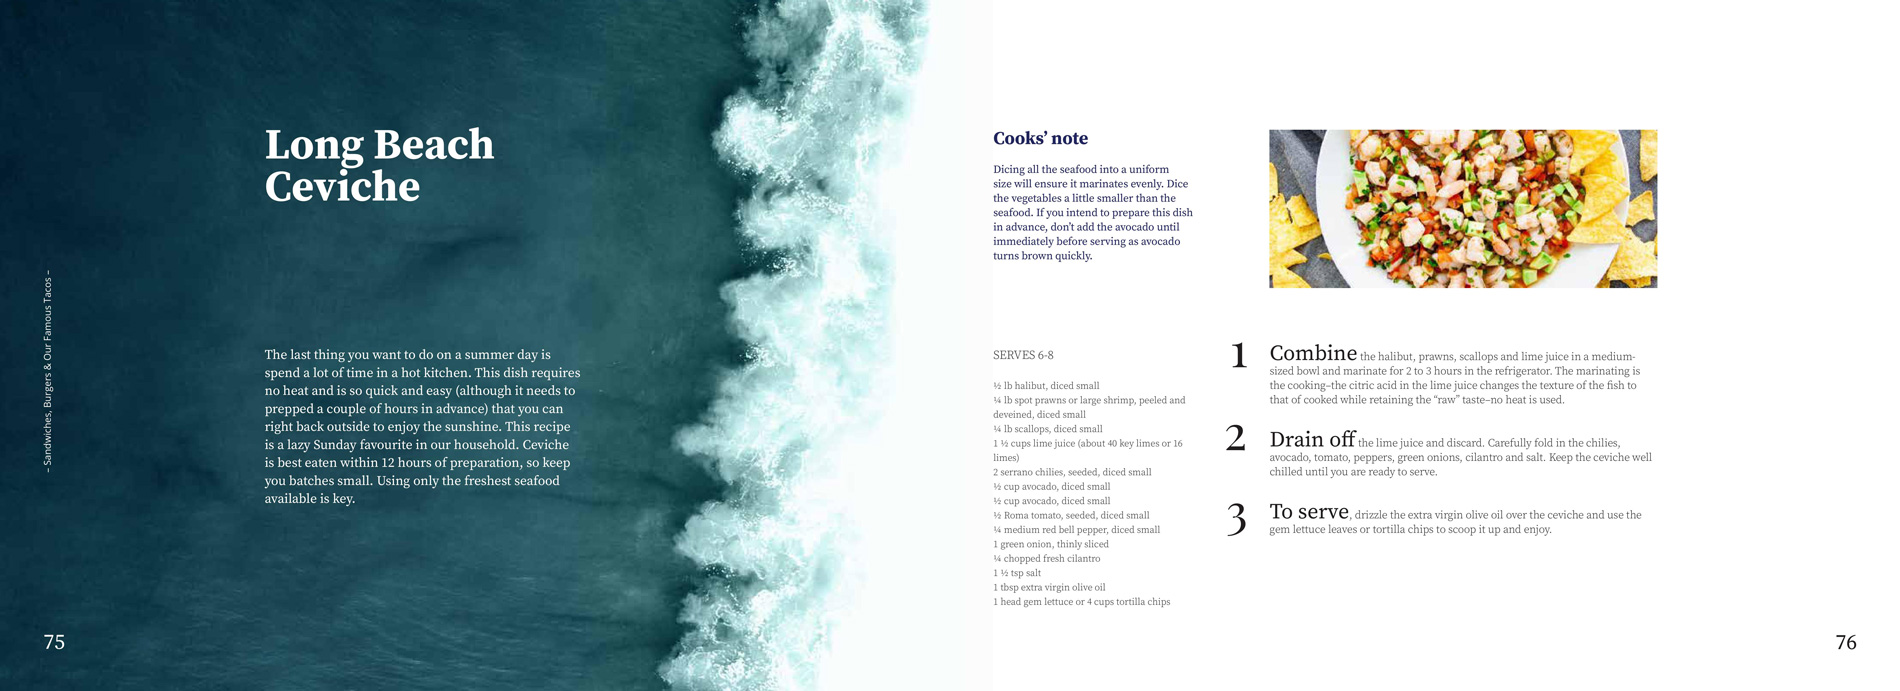 Long Beach
Ceviche
The last thing you want to do on a summer day is
spend a lot of time in a hot kitchen. This dish requires
no heat and is so quick and easy (although it needs to
prepped a couple of hours in advance) that you can
right back outside to enjoy the sunshine. This recipe
is a lazy Sunday favourite in our household. Ceviche
is best eaten within 12 hours of preparation, so keep
you batches small. Using only the freshest seafood
available is key.
– Sandwiches, Burgers & Our Famous Tacos –
75
Cooks’ note
Dicing all the seafood into a uniform
size will ensure it marinates evenly. Dice
the vegetables a little smaller than the
seafood. If you intend to prepare this dish
in advance, don’t add the avocado until
immediately before serving as avocado
turns brown quickly.
SERVES 6-8
½ lb halibut, diced small
¼ lb spot prawns or large shrimp, peeled and
deveined, diced small
¼ lb scallops, diced small
1 ½ cups lime juice (about 40 key limes or 16
limes)
2 serrano chilies, seeded, diced small
½ cup avocado, diced small
½ cup avocado, diced small
½ Roma tomato, seeded, diced small
¼ medium red bell pepper, diced small
1 green onion, thinly sliced
¼ chopped fresh cilantro
1 ½ tsp salt
1 tbsp extra virgin olive oil
1 head gem lettuce or 4 cups tortilla chips
1 Combine the halibut, prawns, scallops and lime juice in a medium-
sized bowl and marinate for 2 to 3 hours in the refrigerator. The marinating is
the cooking–the citric acid in the lime juice changes the texture of the fish to
that of cooked while retaining the “raw” taste–no heat is used.
2 Drain off the lime juice and discard. Carefully fold in the chilies,
avocado, tomato, peppers, green onions, cilantro and salt. Keep the ceviche well
chilled until you are ready to serve.
3 To serve, drizzle the extra virgin olive oil over the ceviche and use the
gem lettuce leaves or tortilla chips to scoop it up and enjoy.
76